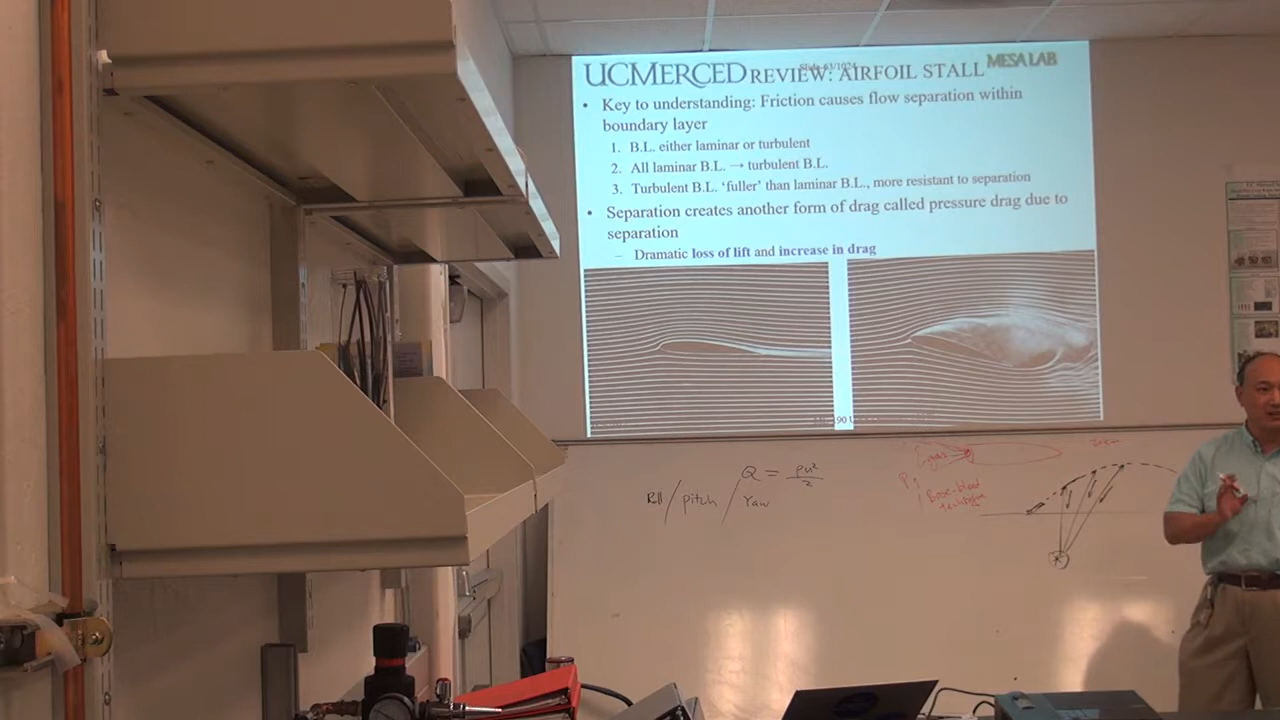 UCMERCED REVIEW: AIRFOIL STALL MESA LAB
• Key to understanding: Friction causes flow separation within
boundary layer
1. B.L. either laminar or turbulent
2. All laminar B.L. → turbulent B.L.
3. Turbulent B.L. 'fuller' than laminar B.L., more resistant to separation
• Separation creates another form of drag called pressure drag due to
separation
– Dramatic loss of lift and increase in drag
Q = ρu²/2
Roll / pitch / Yaw
gas
Base-bleed